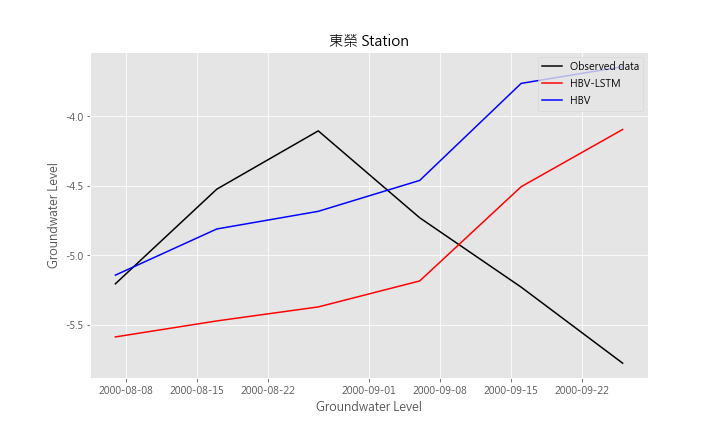 東榮 Station
Observed data
HBV-LSTM
HBV
Groundwater Level
-4.0
-4.5
-5.0
-5.5
2000-08-08 2000-08-15 2000-08-22 2000-09-01 2000-09-08 2000-09-15 2000-09-22
Groundwater Level